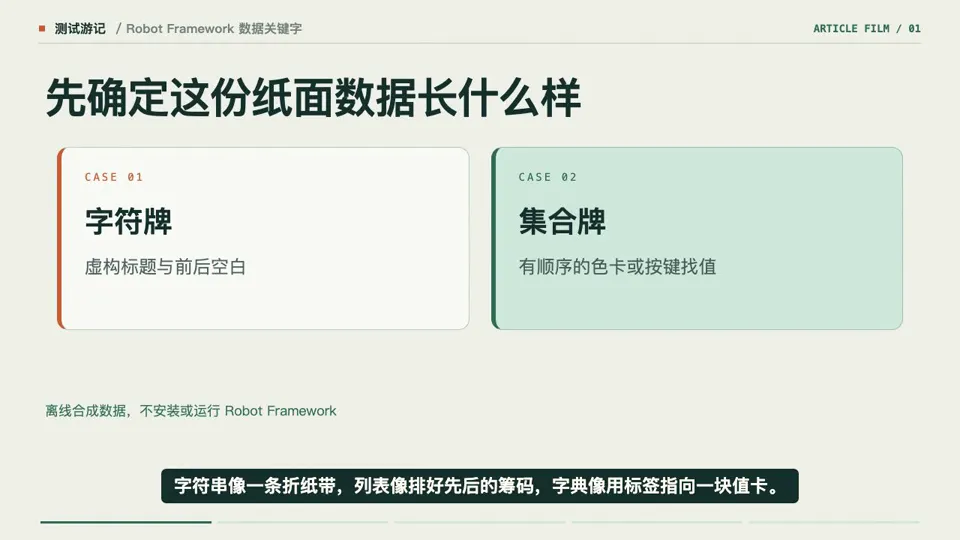 测试游记 / Robot Framework 数据关键字
ARTICLE FILM / 01
先确定这份纸面数据长什么样
CASE 01
字符牌
虚构标题与前后空白
CASE 02
集合牌
有顺序的色卡或按键找值
离线合成数据，不安装或运行 Robot Framework
字符串像一条折纸带，列表像排好先后的筹码，字典像用标签指向一块值卡。